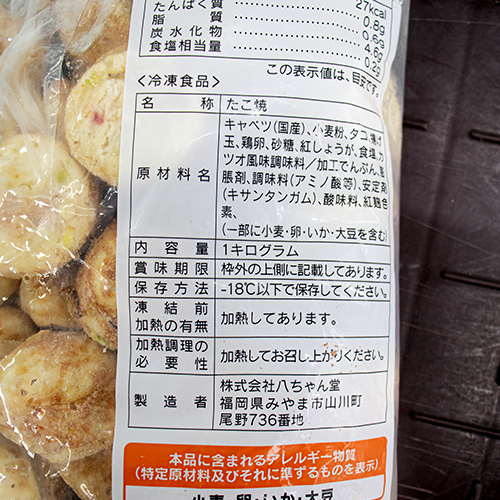 たんぱく質 27kcal
脂質 0.8g
炭水化物 0.6g
食塩相当量 4.6g
0.2g
この表示値は、目安です。
〈冷凍食品〉
名称 たこ焼
原材料名 キャベツ(国産)、小麦粉、タコ、揚げ
玉、鶏卵、砂糖、紅しょうが、食塩、カ
ツオ風味調味料/加工でんぷん、膨
脹剤、調味料(アミノ酸等)、安定剤
(キサンタンガム)、酸味料、紅麹色
素、
(一部に小麦・卵・いか・大豆を含む)
内容量 1キログラム
賞味期限 枠外の上側に記載してあります。
保存方法 -18℃以下で保存してください。
凍結前
加熱の有無 加熱してあります。
加熱調理の
必要性 加熱してお召し上がりください。
製造者 株式会社八ちゃん堂
福岡県みやま市山川町
尾野736番地
本品に含まれるアレルギー物質
(特定原材料及びそれに準ずるものを表示)
小麦・卵・いか・大豆